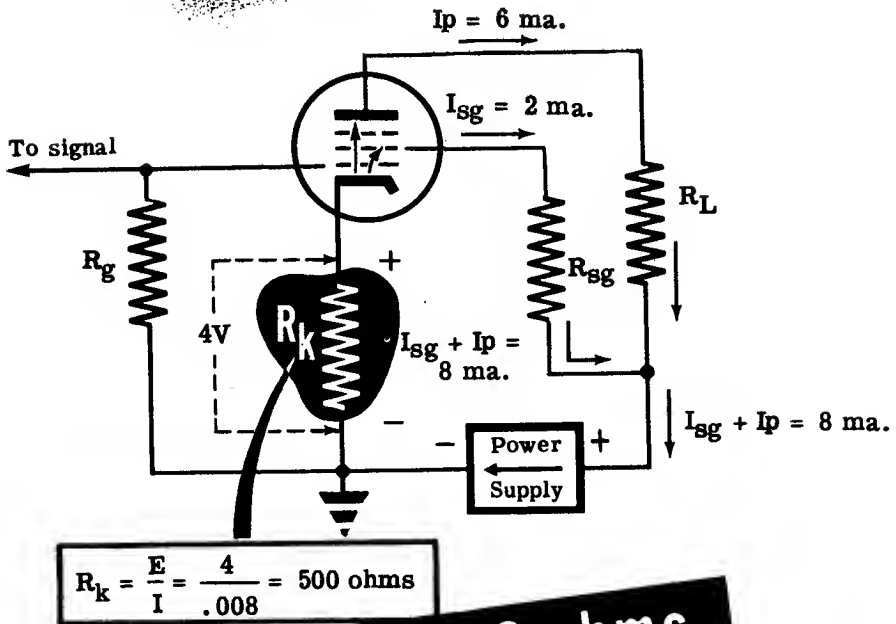 Ip = 6 ma.
Isg = 2 ma.
To signal
Rg
RL
Rsg
4V
+
Rk
Isg + Ip =
8 ma.
-
- Power +
Supply
Isg + Ip = 8 ma.
Rk = E/I = 4/.008 = 500 ohms